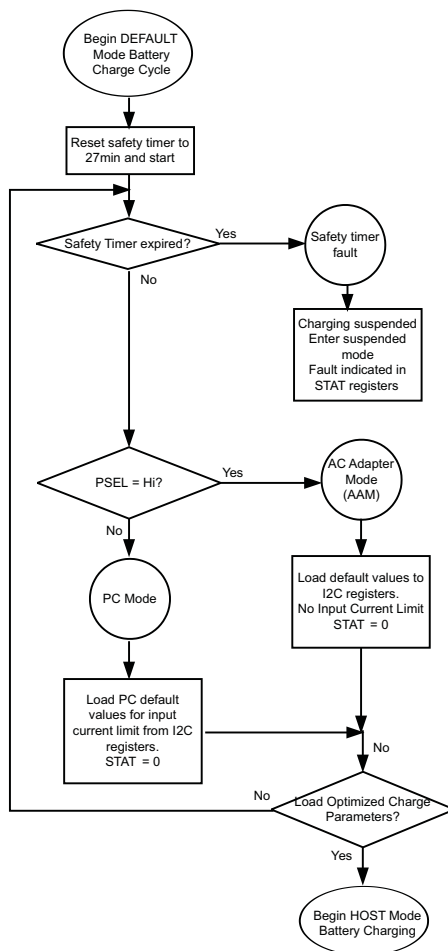 Begin DEFAULT
Mode Battery
Charge Cycle
Reset safety timer to
27min and start
Safety Timer expired?
Yes
Safety timer
fault
No
Charging suspended
Enter suspended
mode
Fault indicated in
STAT registers
PSEL = Hi?
Yes
AC Adapter
Mode
(AAM)
No
PC Mode
Load default values to
I2C registers.
No Input Current Limit
STAT = 0
Load PC default
values for input
current limit from I2C
registers.
STAT = 0
No
No
Load Optimized Charge
Parameters?
Yes
Begin HOST Mode
Battery Charging